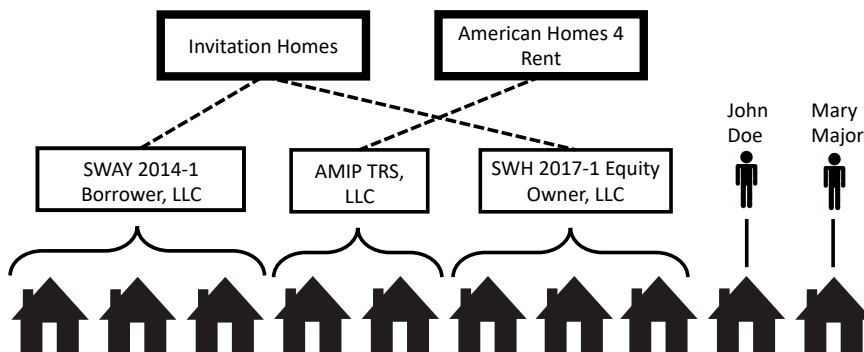 Invitation Homes
American Homes 4
Rent
John
Doe
Mary
Major
SWAY 2014-1
Borrower, LLC
AMIP TRS,
LLC
SWH 2017-1 Equity
Owner, LLC